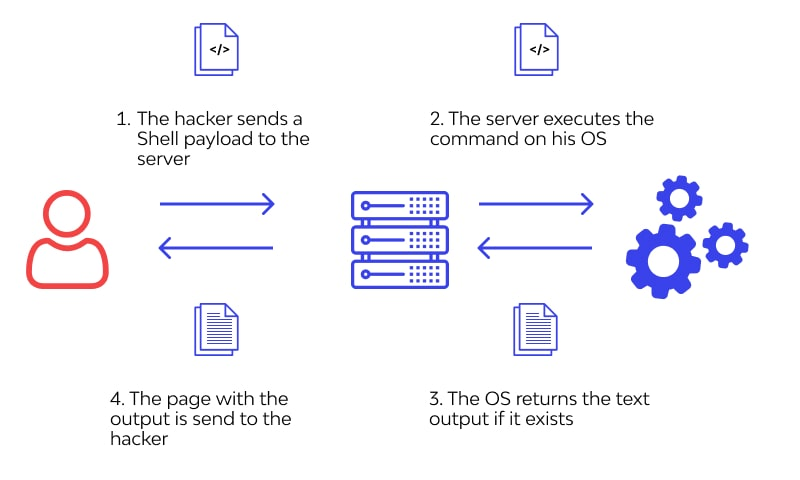 </>
</>
1. The hacker sends a
Shell payload to the
server
2. The server executes the
command on his OS
4. The page with the
output is send to the
hacker
3. The OS returns the text
output if it exists